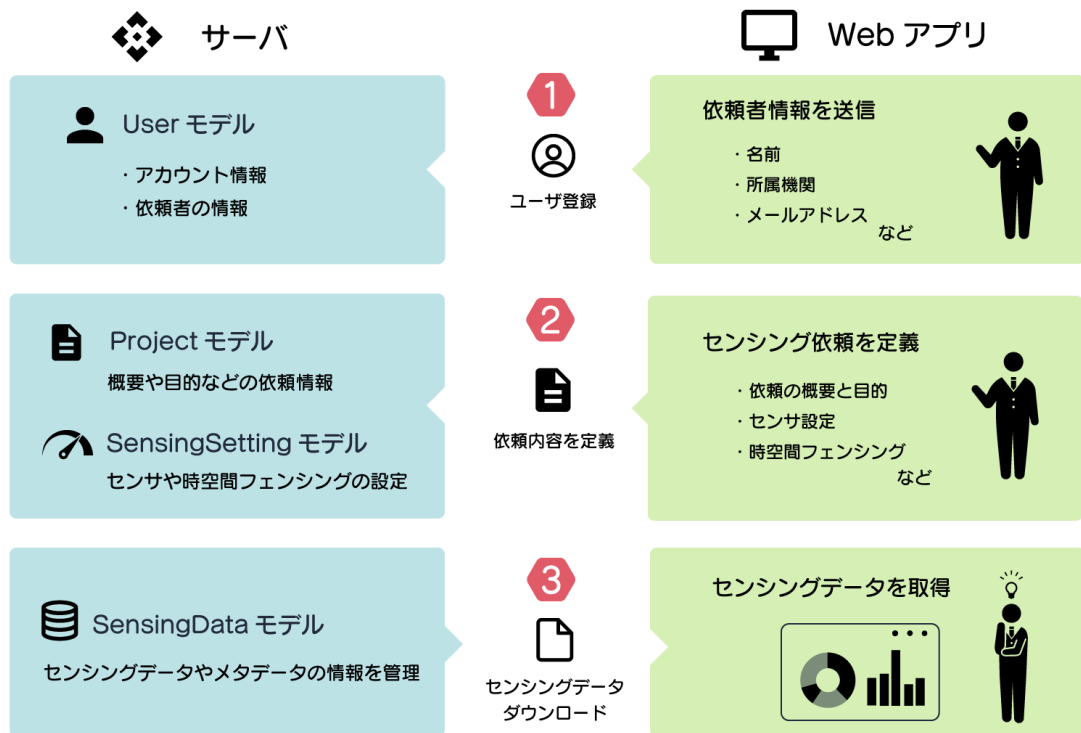 サーバ
Web アプリ
User モデル
・アカウント情報
・依頼者の情報
1
ユーザ登録
依頼者情報を送信
・名前
・所属機関
・メールアドレス
など
Project モデル
概要や目的などの依頼情報
SensingSetting モデル
センサや時空間フェンシングの設定
2
依頼内容を定義
センシング依頼を定義
・依頼の概要と目的
・センサ設定
・時空間フェンシング
など
SensingData モデル
センシングデータやメタデータの情報を管理
3
センシングデータ
ダウンロード
センシングデータを取得